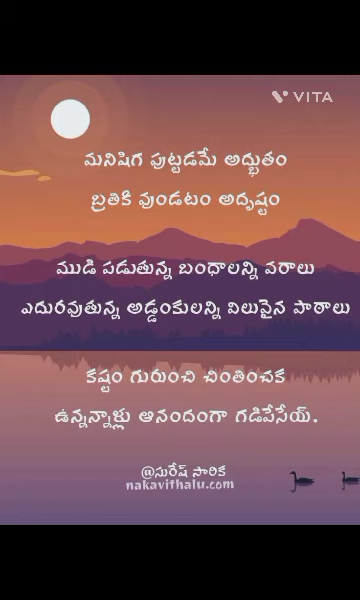 VITA
మనిషిగ పుట్టడమే అద్భుతం
బ్రతికి వుండటం అదృష్టం
ముడి పడుతున్న బంధాలన్ని వరాలు
ఎదురవుతున్న అడ్డంకులన్ని విలువైన పాఠాలు
కష్టం గురుంచి చింతించక
ఉన్నన్నాళ్లు ఆనందంగా గడిపేసేయ్.
@సురేష్ సారిక
nakavithalu.com